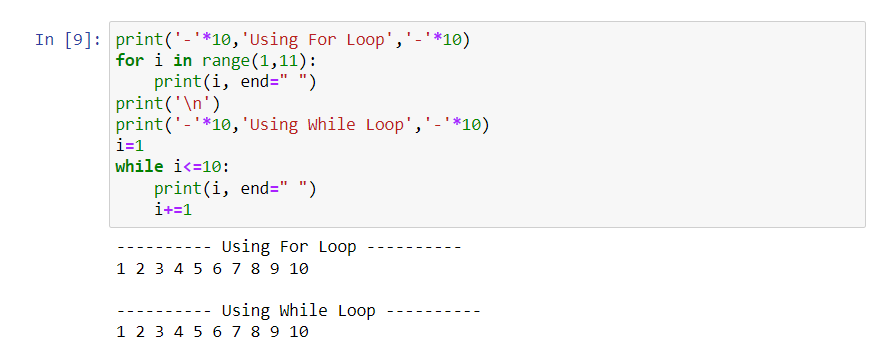 In [9]: print('-'*10,'Using For Loop','-'*10)
for i in range(1,11):
    print(i, end=" ")
print('\n')
print('-'*10,'Using While Loop','-'*10)
i=1
while i<=10:
    print(i, end=" ")
    i+=1
---------- Using For Loop ----------
1 2 3 4 5 6 7 8 9 10
---------- Using While Loop ----------
1 2 3 4 5 6 7 8 9 10